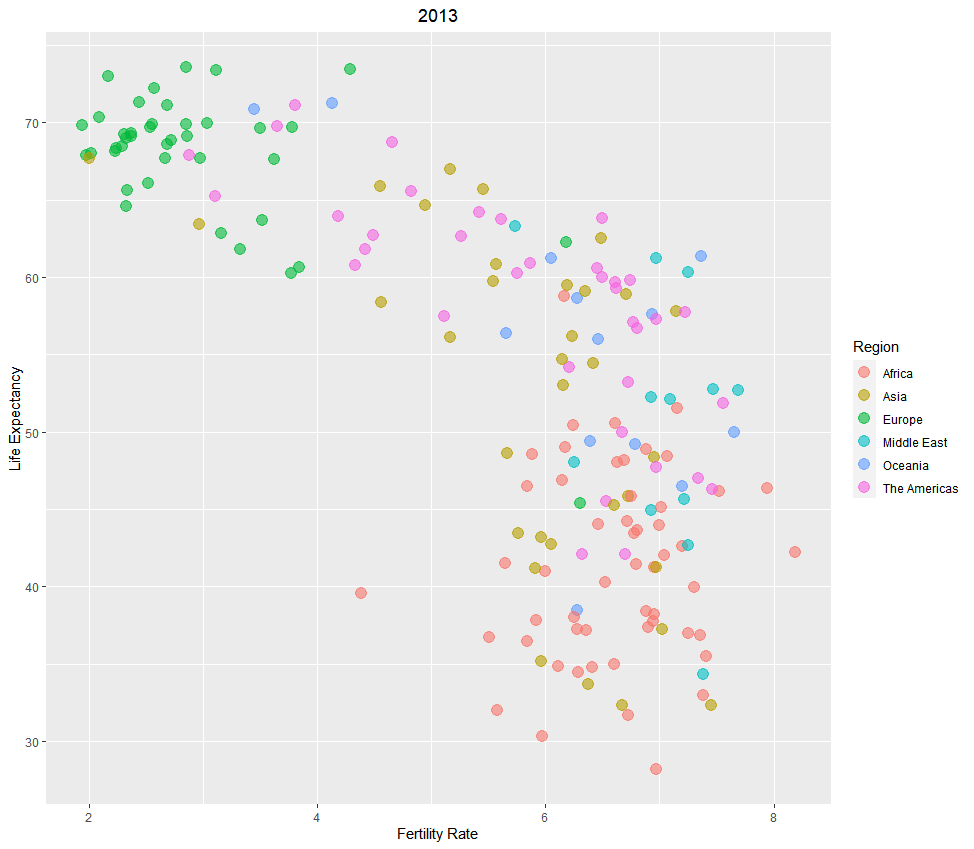 2013
Life Expectancy
70
60
50
40
30
2 4 6 8
Fertility Rate
Region
Africa
Asia
Europe
Middle East
Oceania
The Americas